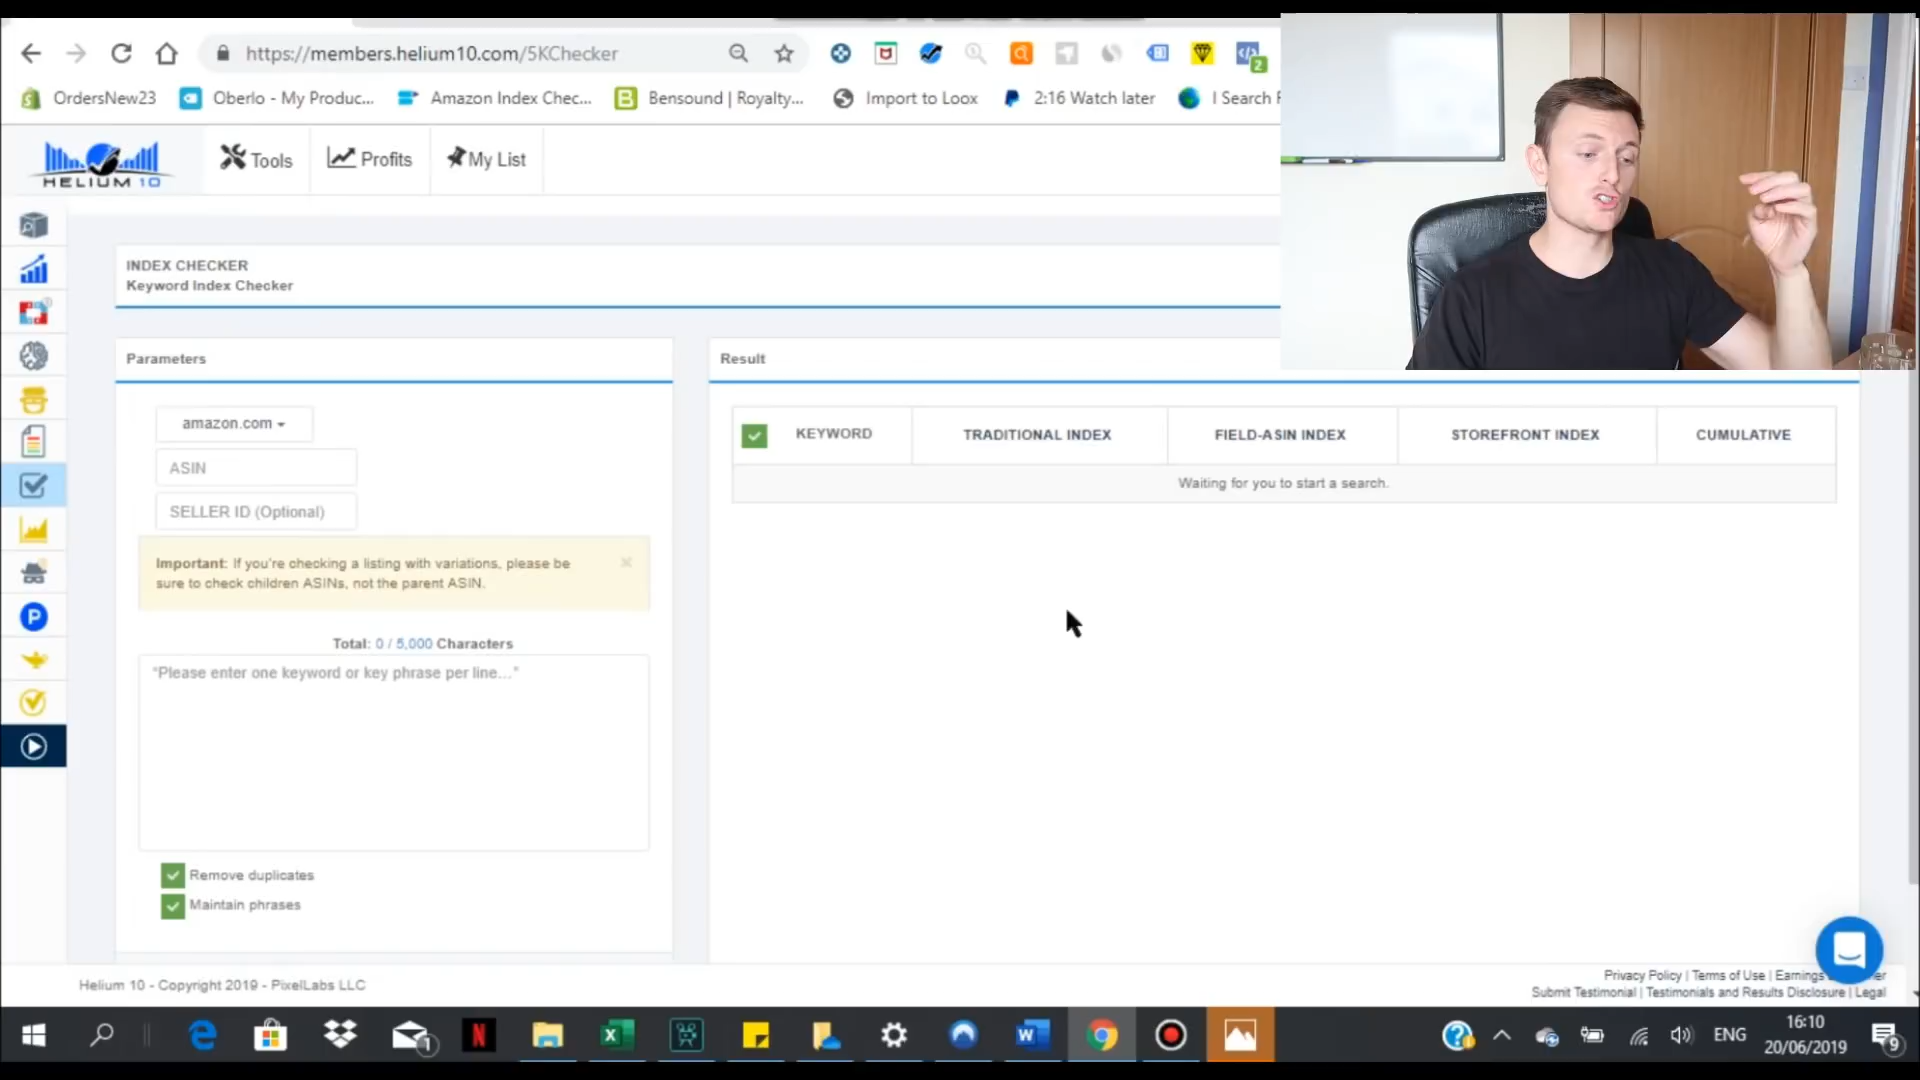 https://members.helium10.com/5KChecker
2
OrdersNew23
Oberlo - My Produc...
Amazon Index Chec...
Bensound | Royalty...
Import to Loox
2:16 Watch later
I Search
HELIUM 10
Tools
Profits
My List
INDEX CHECKER
Keyword Index Checker
Parameters
Result
amazon.com
ASIN
SELLER ID (Optional)
Important: If you're checking a listing with variations, please be
sure to check children ASINs, not the parent ASIN.
Total: 0 / 5,000 Characters
"Please enter one keyword or key phrase per line..."
Remove duplicates
Maintain phrases
KEYWORD
TRADITIONAL INDEX
FIELD-ASIN INDEX
STOREFRONT INDEX
CUMULATIVE
Waiting for you to start a search.
Helium 10 - Copyright 2019 - PixelLabs LLC
Privacy Policy | Terms of Use | Earnings
Submit Testimonial | Testimonials and Results Disclosure | Legal
1
ENG
16:10
20/06/2019
9